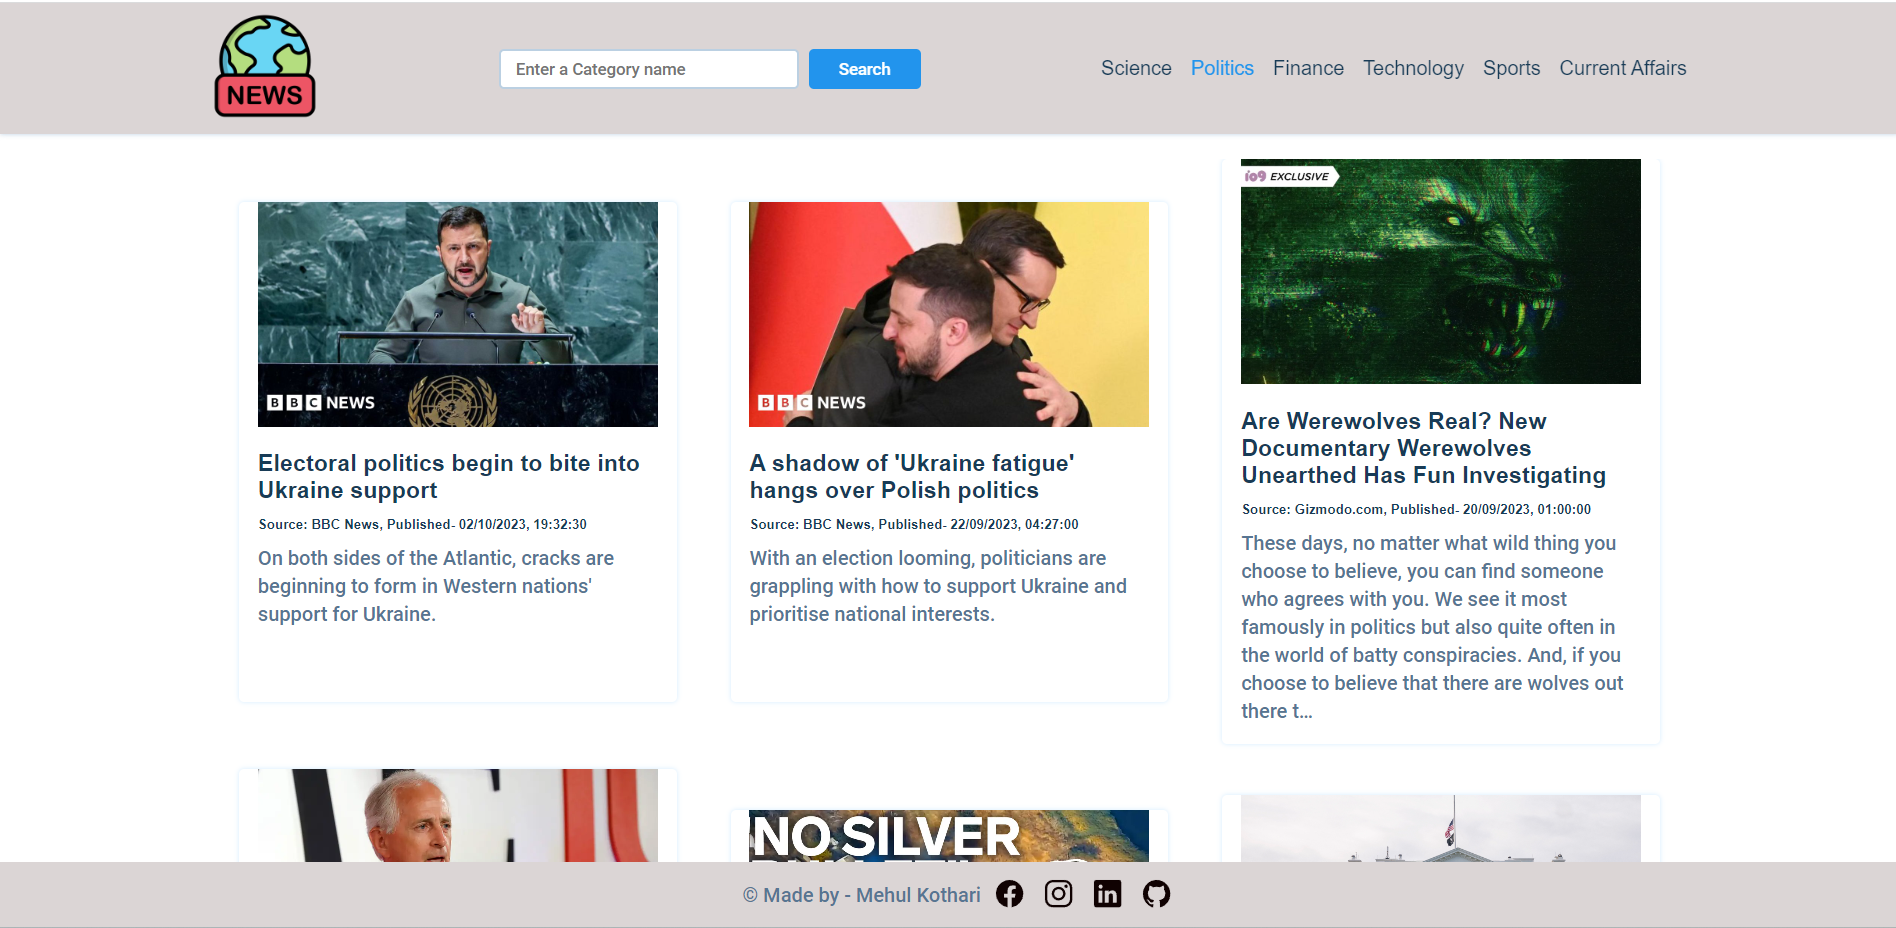 NEWS
Enter a Category name
Search
Science Politics Finance Technology Sports Current Affairs
BBC NEWS
Electoral politics begin to bite into
Ukraine support
Source: BBC News, Published- 02/10/2023, 19:32:30
On both sides of the Atlantic, cracks are
beginning to form in Western nations'
support for Ukraine.
BBC NEWS
A shadow of 'Ukraine fatigue'
hangs over Polish politics
Source: BBC News, Published- 22/09/2023, 04:27:00
With an election looming, politicians are
grappling with how to support Ukraine and
prioritise national interests.
io9 EXCLUSIVE
Are Werewolves Real? New
Documentary Werewolves
Unearthed Has Fun Investigating
Source: Gizmodo.com, Published- 20/09/2023, 01:00:00
These days, no matter what wild thing you
choose to believe, you can find someone
who agrees with you. We see it most
famously in politics but also quite often in
the world of batty conspiracies. And, if you
choose to believe that there are wolves out
there t…
'NO SILVER
© Made by - Mehul Kothari